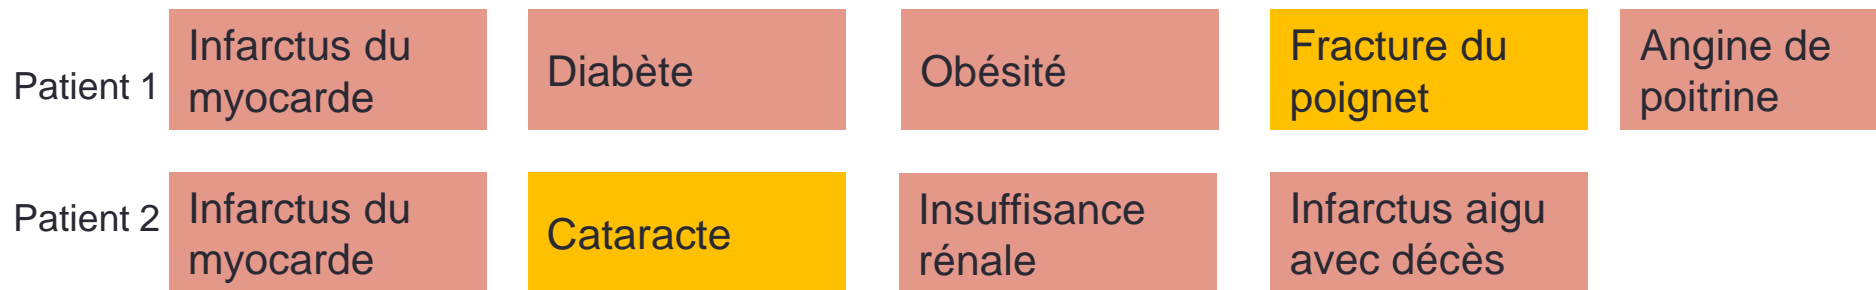 Patient 1
Infarctus du
myocarde
Diabète
Obésité
Fracture du
poignet
Angine de
poitrine
Patient 2
Infarctus du
myocarde
Cataracte
Insuffisance
rénale
Infarctus aigu
avec décès